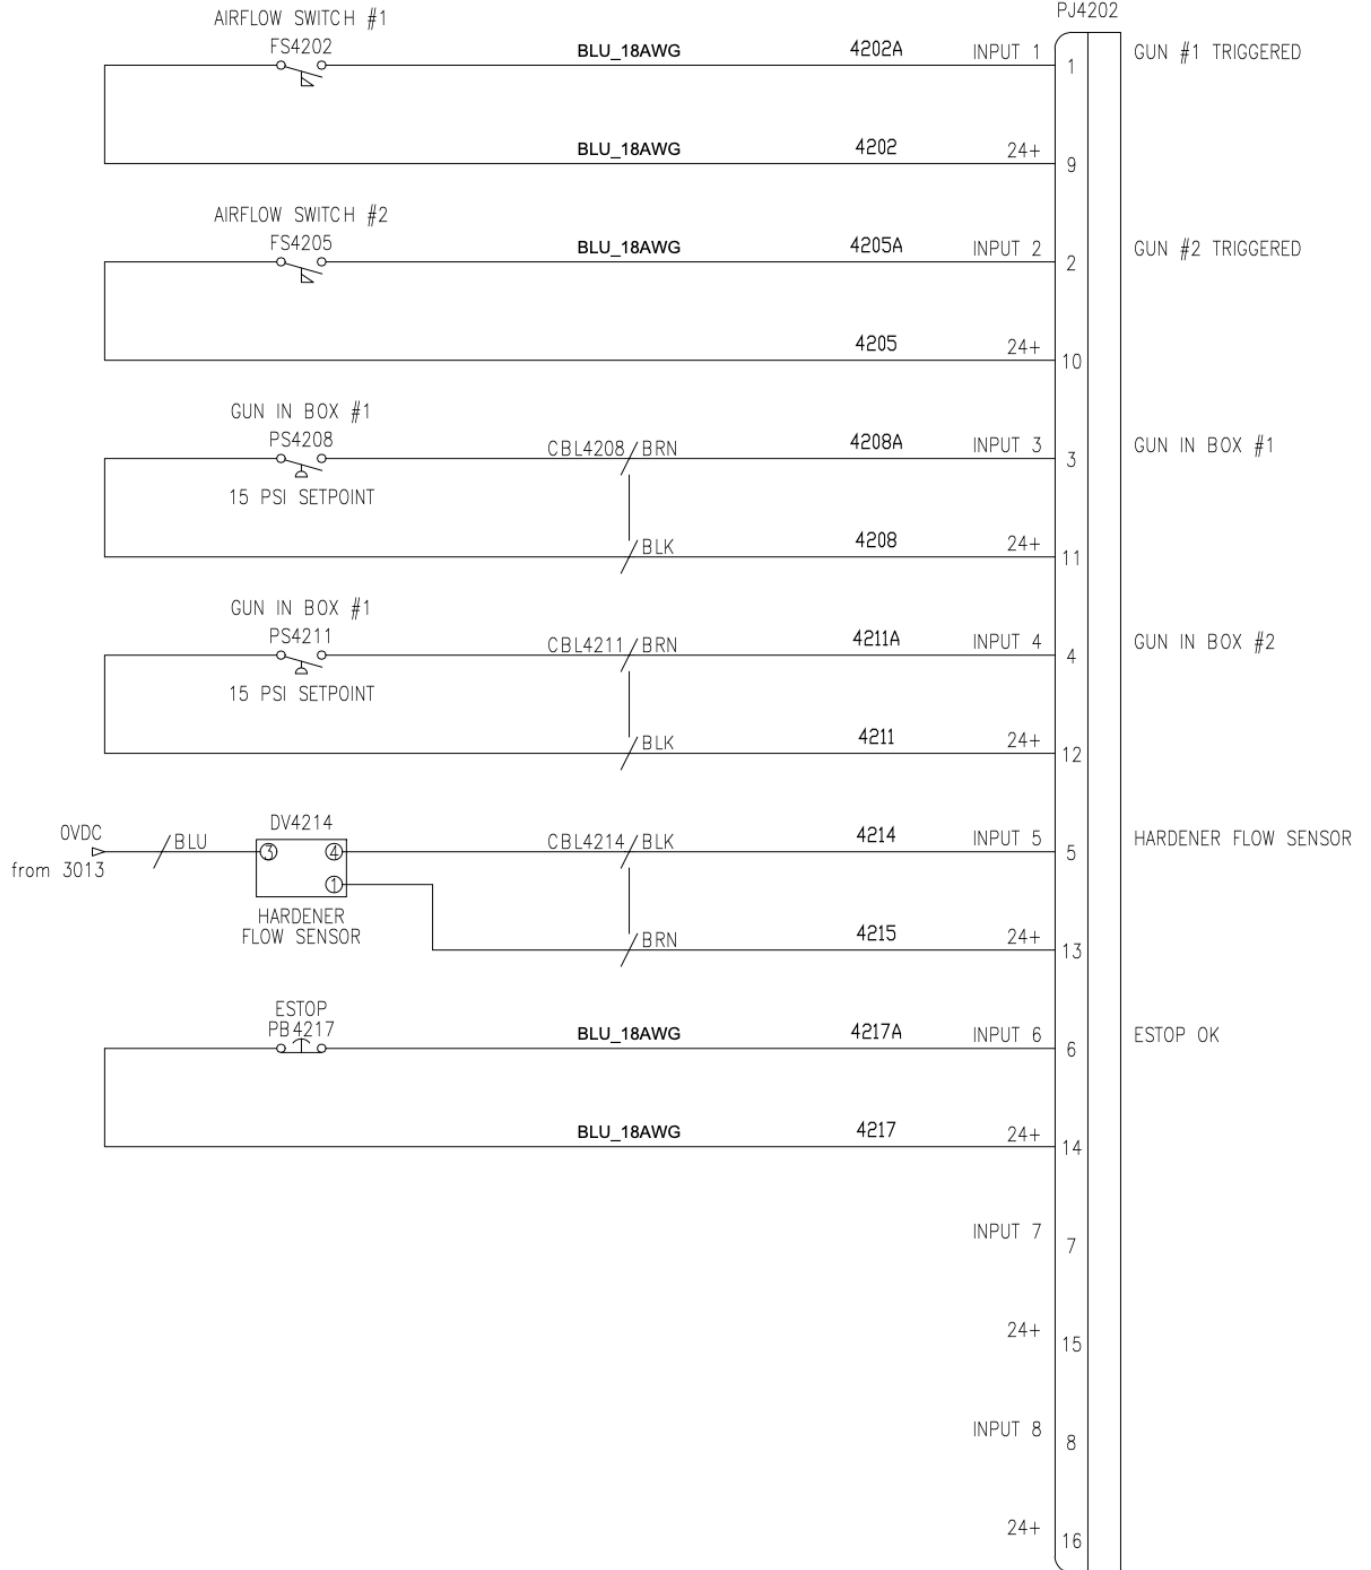 PJ4202
AIRFLOW SWITCH #1
FS4202
BLU_18AWG
4202A
INPUT 1
1
GUN #1 TRIGGERED
BLU_18AWG
4202
24+
9
AIRFLOW SWITCH #2
FS4205
BLU_18AWG
4205A
INPUT 2
2
GUN #2 TRIGGERED
4205
24+
10
GUN IN BOX #1
PS4208
15 PSI SETPOINT
CBL4208
BRN
4208A
INPUT 3
3
GUN IN BOX #1
BLK
4208
24+
11
GUN IN BOX #1
PS4211
15 PSI SETPOINT
CBL4211
BRN
4211A
INPUT 4
4
GUN IN BOX #2
BLK
4211
24+
12
0VDC
from 3013
BLU
DV4214
3
4
1
HARDENER
FLOW SENSOR
CBL4214
BLK
4214
INPUT 5
5
HARDENER FLOW SENSOR
BRN
4215
24+
13
ESTOP
PB4217
BLU_18AWG
4217A
INPUT 6
6
ESTOP OK
BLU_18AWG
4217
24+
14
INPUT 7
7
24+
15
INPUT 8
8
24+
16